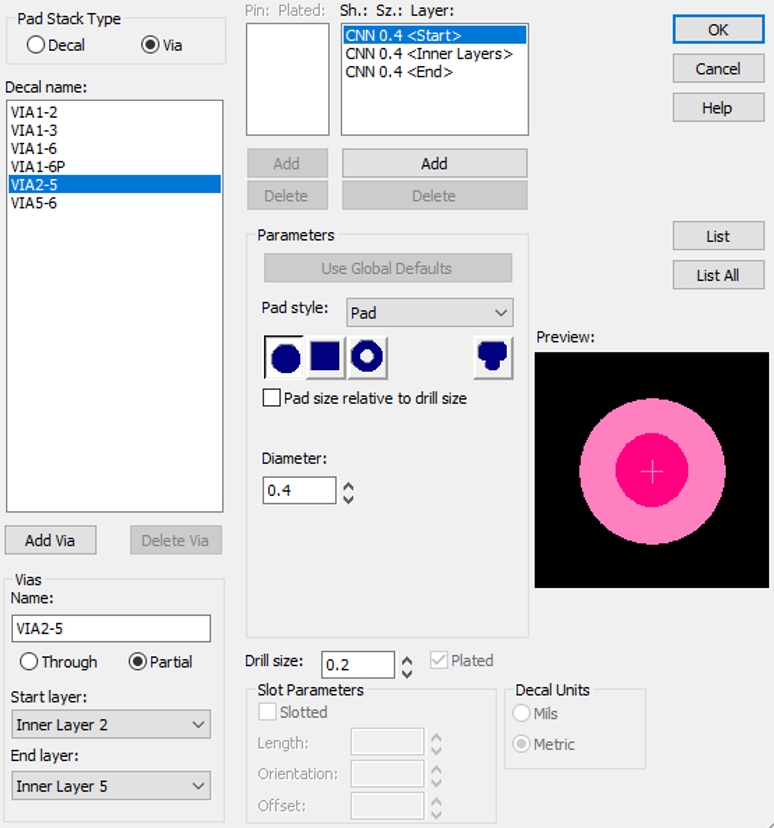 Pad Stack Type
Decal
Via
Decal name:
VIA1-2
VIA1-3
VIA1-6
VIA1-6P
VIA2-5
VIA5-6
Add Via
Delete Via
Vias
Name:
VIA2-5
Through
Partial
Start layer:
Inner Layer 2
End layer:
Inner Layer 5
Pin: Plated:
Sh.: Sz.: Layer:
CNN 0.4 <Start>
CNN 0.4 <Inner Layers>
CNN 0.4 <End>
Add
Add
Delete
Delete
Parameters
Use Global Defaults
Pad style:
Pad
Pad size relative to drill size
Diameter:
0.4
Drill size:
0.2
Plated
Slot Parameters
Slotted
Length:
Orientation:
Offset:
Decal Units
Mils
Metric
OK
Cancel
Help
List
List All
Preview: